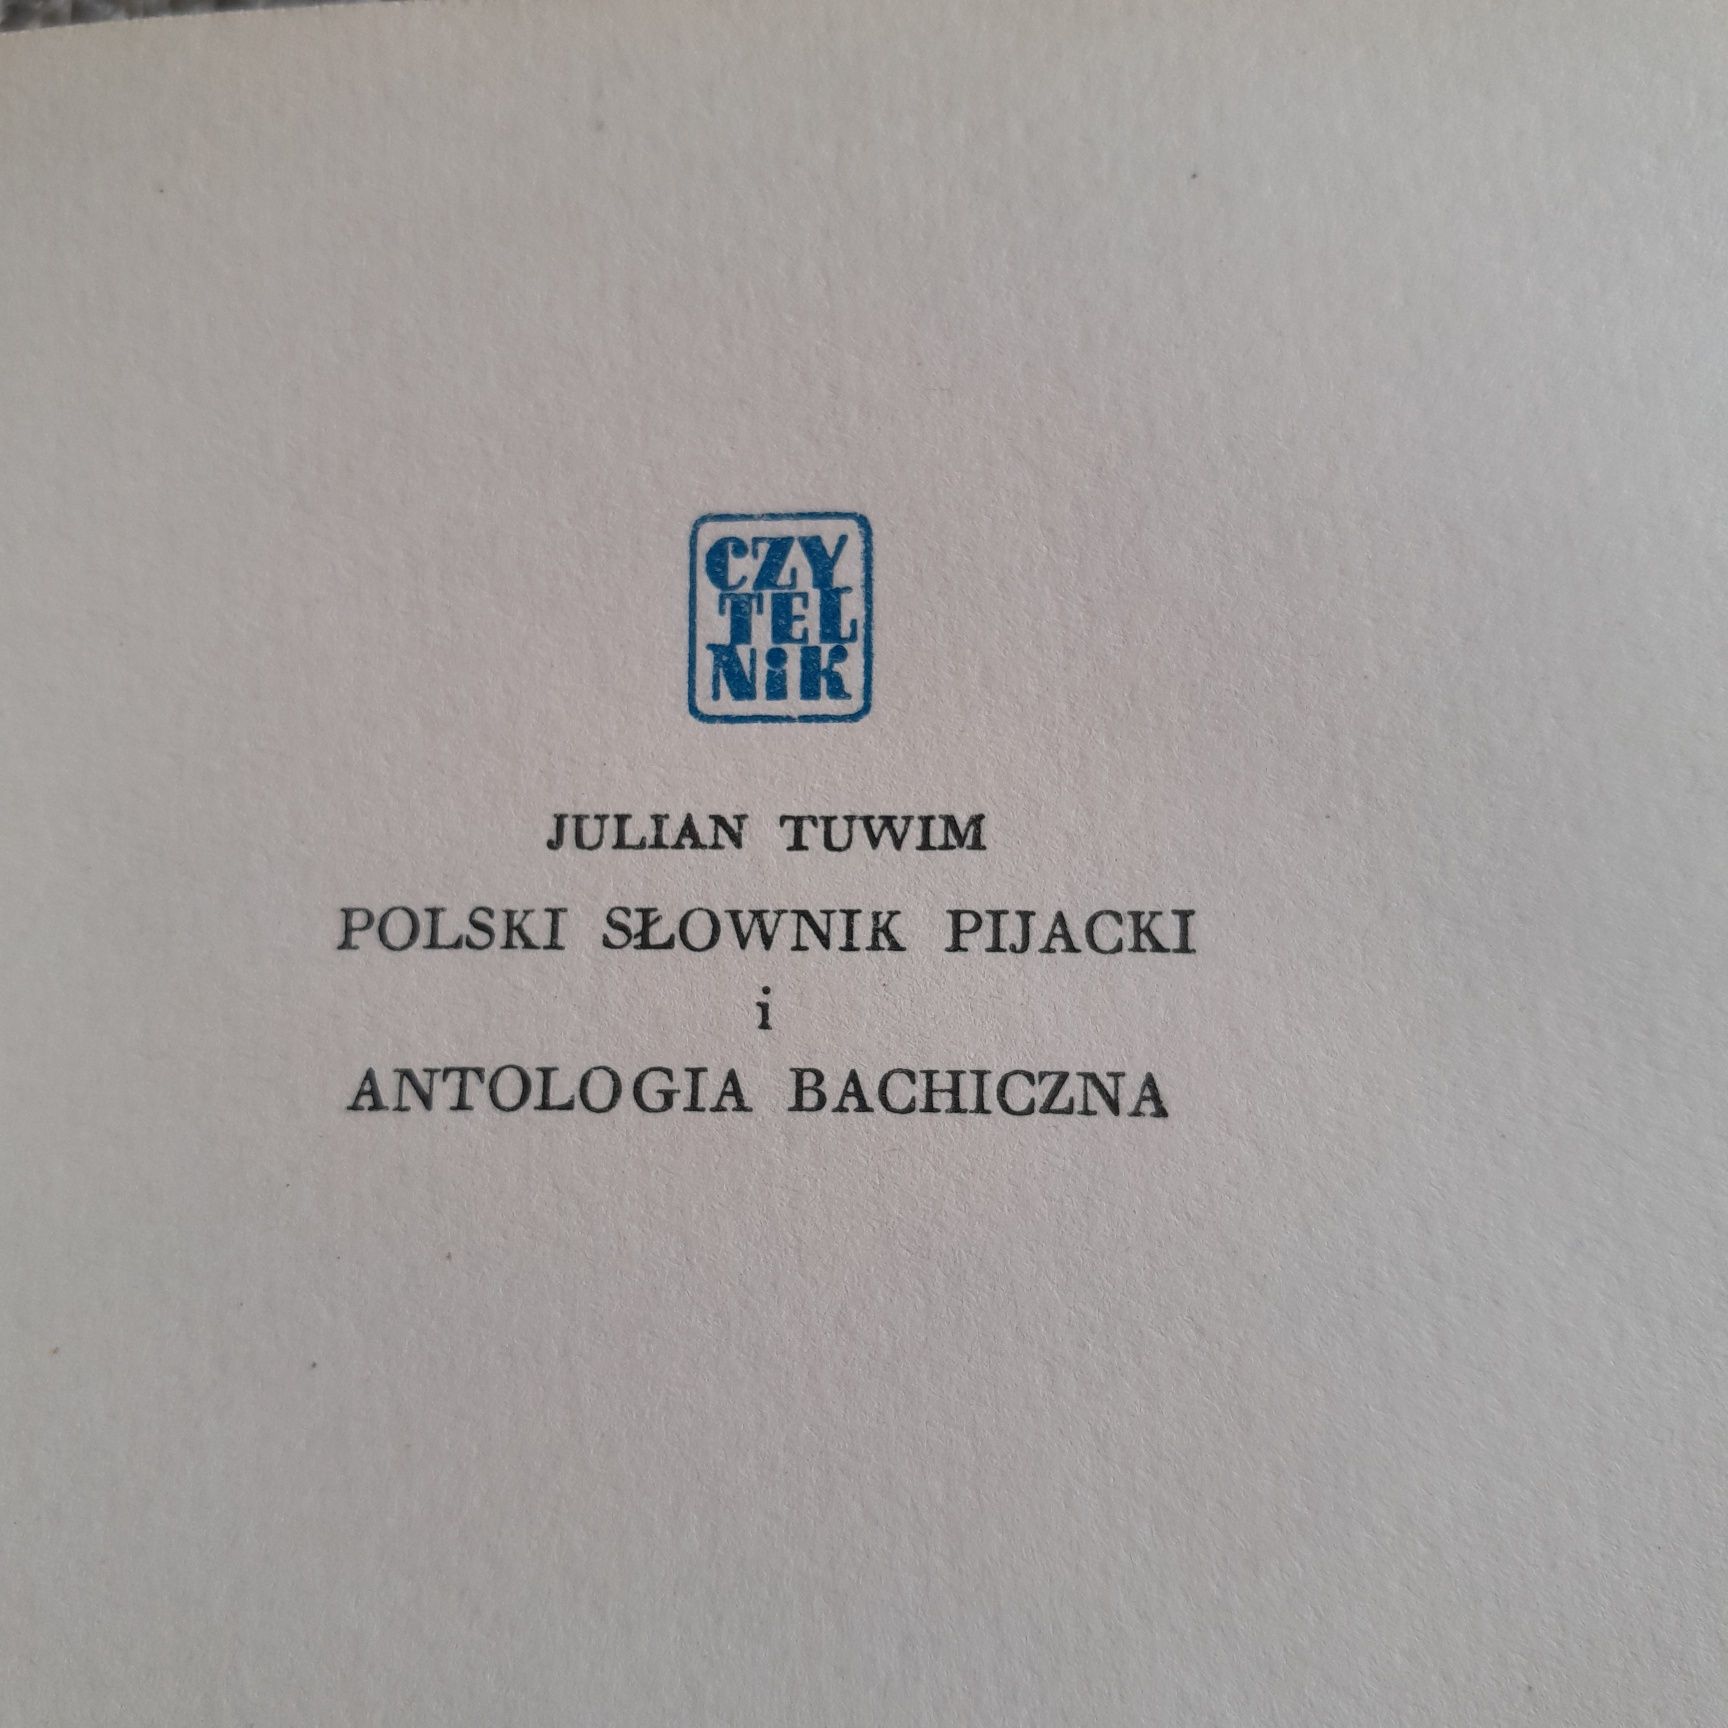 CZY
TEL
NiK
JULIAN TUWIM
POLSKI SŁOWNIK PIJACKI
i
ANTOLOGIA BACHICZNA